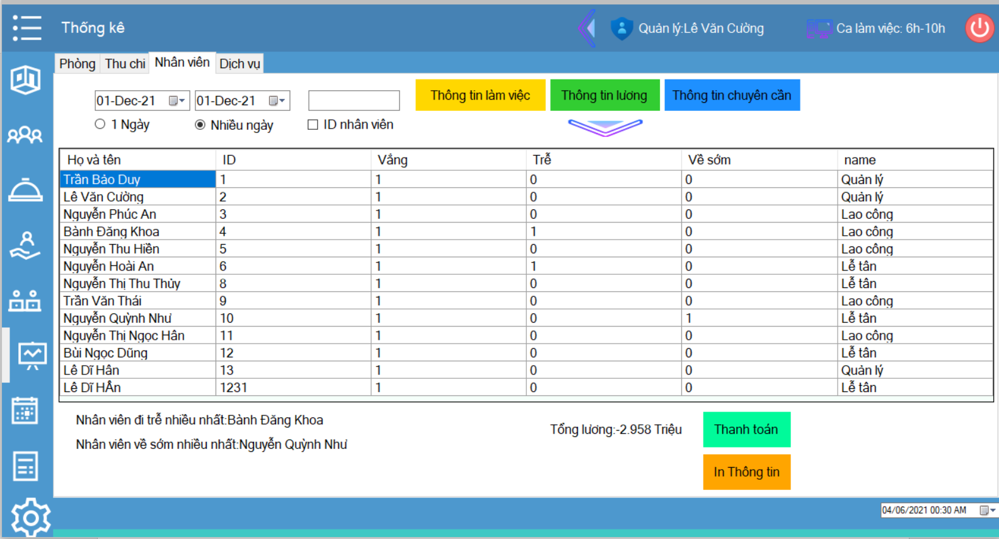 Thống kê
Quản lý:Lê Văn Cường
Ca làm việc: 6h-10h
Phòng Thu chi Nhân viên Dịch vụ
01-Dec-21 01-Dec-21
Thông tin làm việc Thông tin lương Thông tin chuyên cần
1 Ngày Nhiều ngày ID nhân viên
Họ và tên ID Vắng Trễ Về sớm name
Trần Bảo Duy 1 1 0 0 Quản lý
Lê Văn Cường 2 1 0 0 Quản lý
Nguyễn Phúc An 3 1 0 0 Lao công
Bành Đăng Khoa 4 1 1 0 Lao công
Nguyễn Thu Hiền 5 1 0 0 Lao công
Nguyễn Hoài An 6 1 1 0 Lễ tân
Nguyễn Thị Thu Thủy 8 1 0 0 Lễ tân
Trần Văn Thái 9 1 0 0 Lao công
Nguyễn Quỳnh Như 10 1 0 1 Lễ tân
Nguyễn Thị Ngọc Hân 11 1 0 0 Lao công
Bùi Ngọc Dũng 12 1 0 0 Lễ tân
Lê Dĩ Hân 13 1 0 0 Quản lý
Lê Dĩ HÂn 1231 1 0 0 Lễ tân
Nhân viên đi trễ nhiều nhất:Bành Đăng Khoa
Tổng lương:-2.958 Triệu
Thanh toán
Nhân viên về sớm nhiều nhất:Nguyễn Quỳnh Như
In Thông tin
04/06/2021 00:30 AM